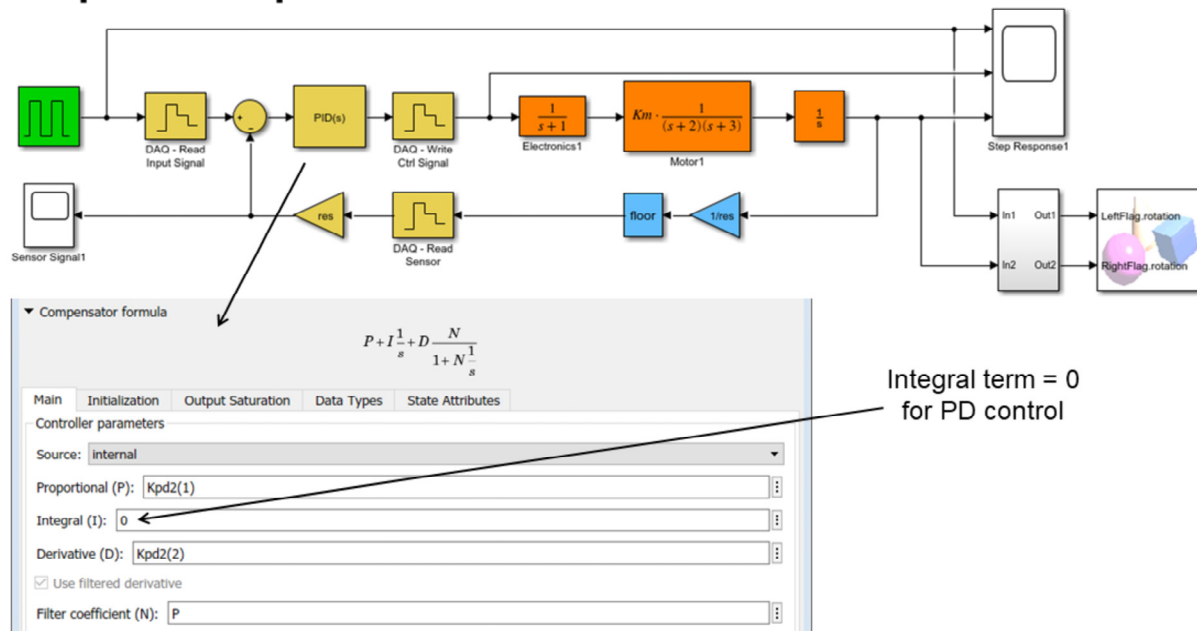 PID(s)
DAQ - Read
Input Signal
DAQ - Write
Ctrl Signal
1
s+1
Electronics1
Km · 1
(s+2)(s+3)
Motor1
1
s
Step Response1
Sensor Signal1
res
DAQ - Read
Sensor
floor
1/res
In1 Out1
In2 Out2
LeftFlag.rotation
RightFlag.rotation
Compensator formula
P+I 1/s +D N/(1+N 1/s)
Main Initialization Output Saturation Data Types State Attributes
Controller parameters
Source: internal
Proportional (P): Kpd2(1)
Integral (I): 0
Derivative (D): Kpd2(2)
Use filtered derivative
Filter coefficient (N): P
Integral term = 0
for PD control